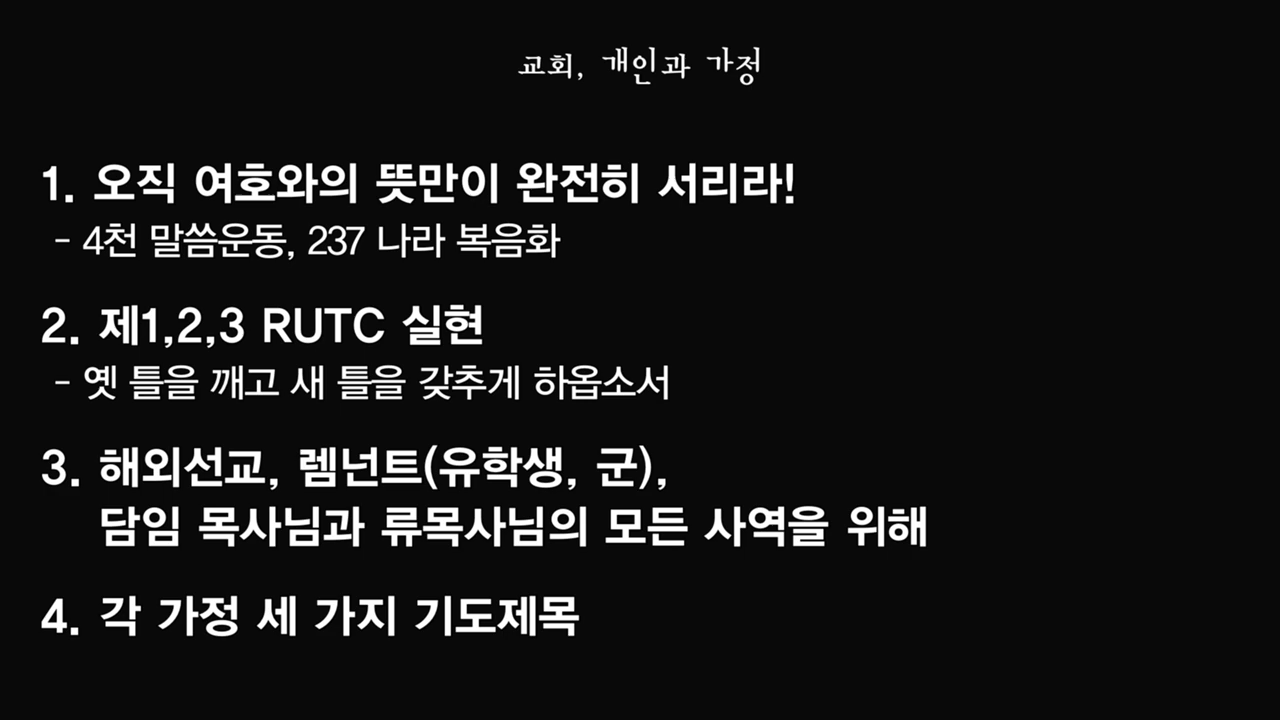 교회, 개인과 가정
1. 오직 여호와의 뜻만이 완전히 서리라!
- 4천 말씀운동, 237 나라 복음화
2. 제1,2,3 RUTC 실현
- 옛 틀을 깨고 새 틀을 갖추게 하옵소서
3. 해외선교, 렘넌트(유학생, 군),
담임 목사님과 류목사님의 모든 사역을 위해
4. 각 가정 세 가지 기도제목